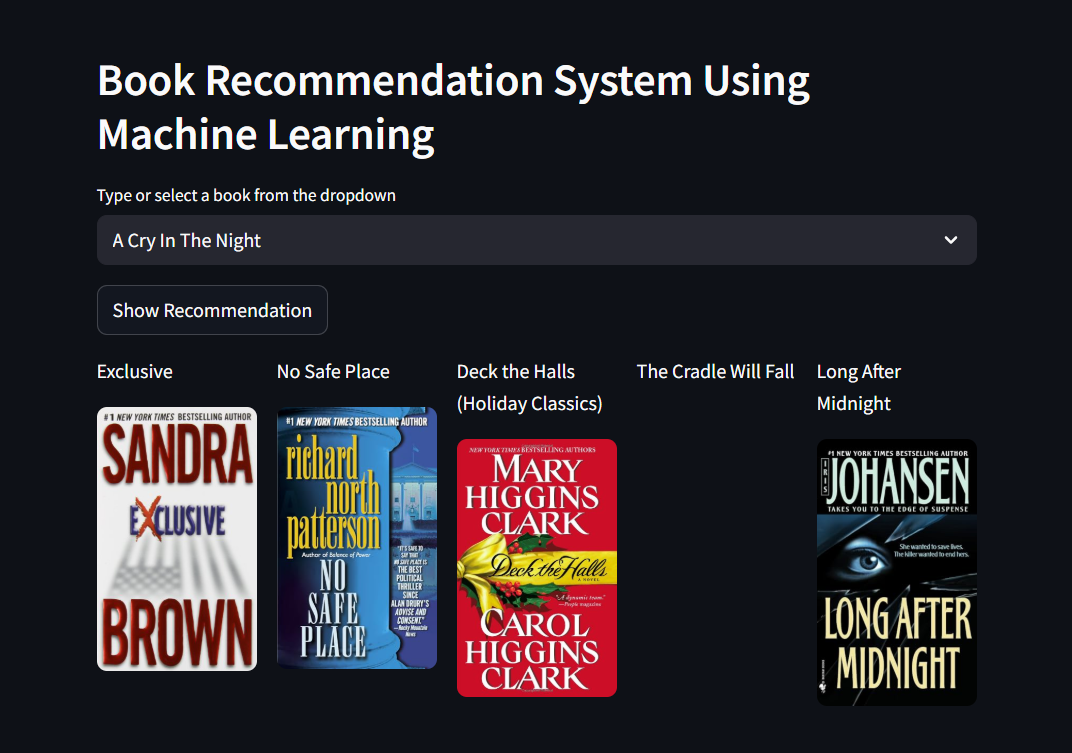 Book Recommendation System Using
Machine Learning
Type or select a book from the dropdown
A Cry In The Night
Show Recommendation
Exclusive
No Safe Place
Deck the Halls
(Holiday Classics)
The Cradle Will Fall
Long After
Midnight
#1 NEW YORK TIMES BESTSELLING AUTHOR
SANDRA
EXCLUSIVE
BROWN
#1 NEW YORK TIMES BESTSELLING AUTHOR
richard
north
patterson
Author of Balance of Power
NO
SAFE
PLACE
"IT'S SAFE TO
SAY THAT
NO SAFE PLACE IS
THE BEST
POLITICAL
THRILLER
SINCE
ALAN DRURY'S
ADVISE AND
CONSENT."
—Rocky Mountain
News
NEW YORK TIMES BESTSELLING AUTHORS
MARY
HIGGINS
CLARK
Deck the Halls
A NOVEL
"A dynamic team."
—People magazine
CAROL
HIGGINS
CLARK
#1 NEW YORK TIMES BESTSELLING AUTHOR
IRIS
JOHANSEN
TAKES YOU TO THE EDGE OF SUSPENSE
She wanted to save lives.
The killer wanted to end hers.
LONG AFTER
MIDNIGHT